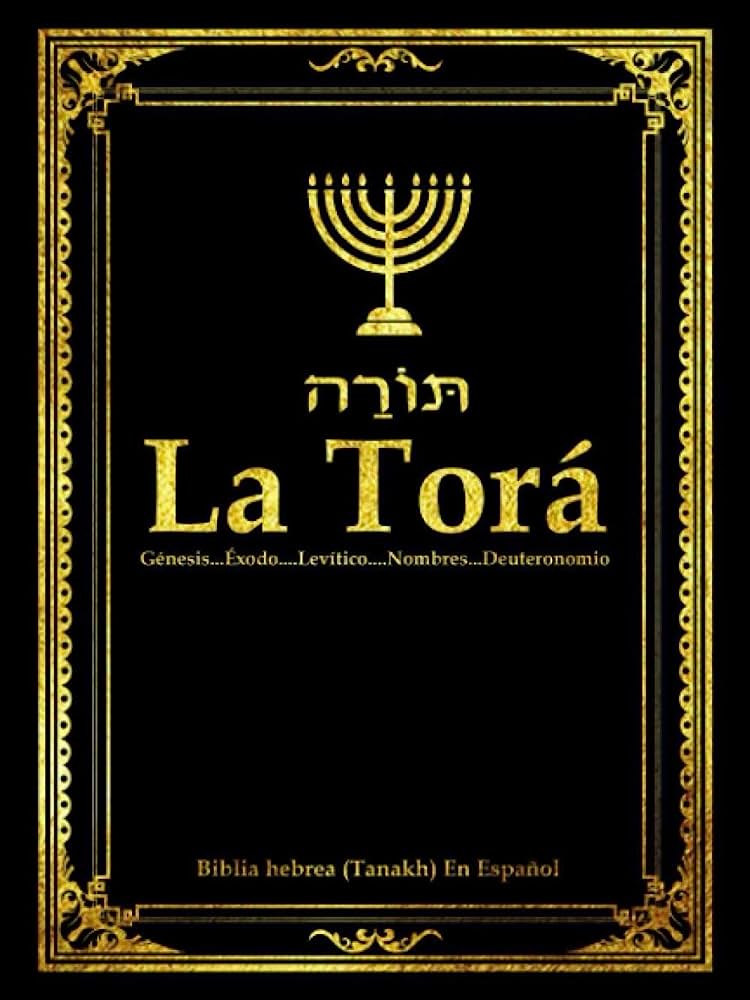 תּוֹרַה
La Torá
Génesis...Éxodo....Levítico....Nombres...Deuteronomio
Biblia hebrea (Tanakh) En Español